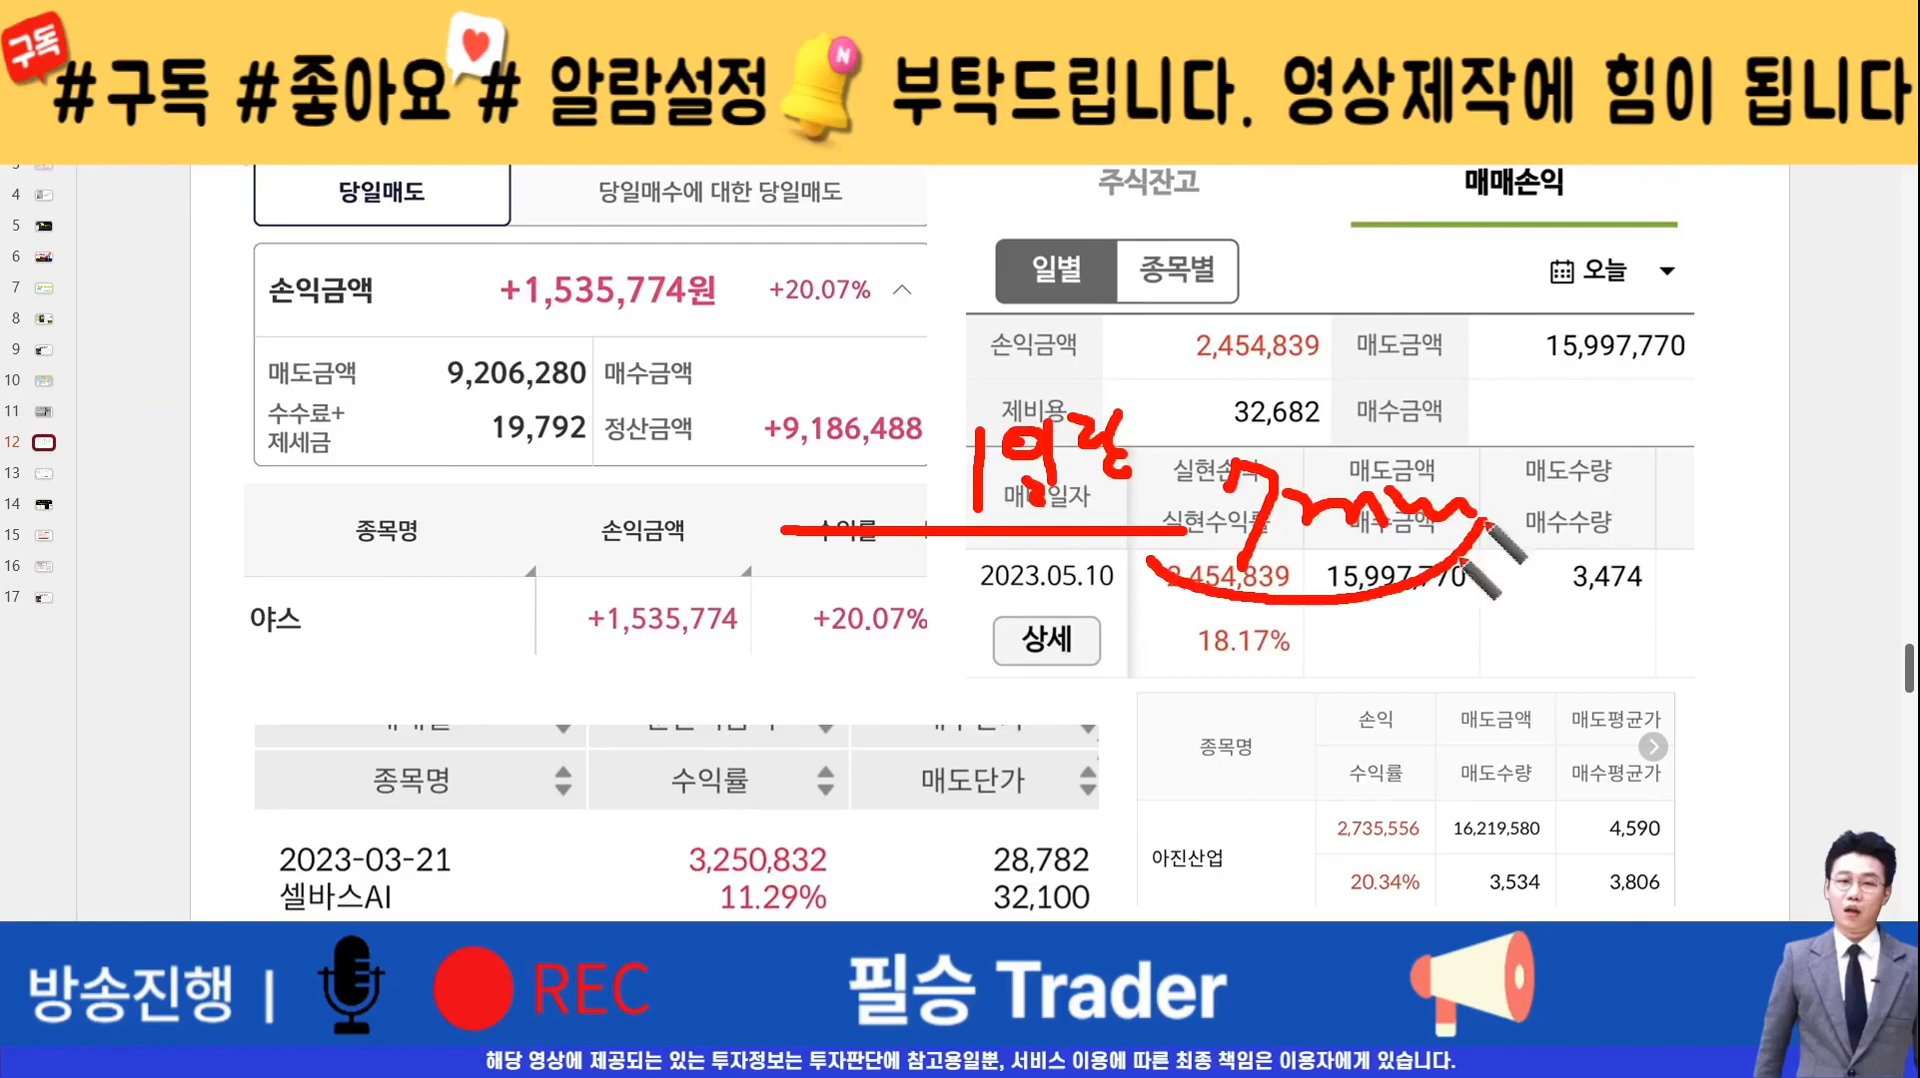 구독
#구독 #좋아요 # 알람설정 N 부탁드립니다. 영상제작에 힘이 됩니다
4
5
6
7
8
9
10
11
12
13
14
15
16
17
당일매도 당일매수에 대한 당일매도
손익금액 +1,535,774원 +20.07%
매도금액 9,206,280 매수금액
수수료+
제세금 19,792 정산금액 +9,186,488
종목명 손익금액 수익률
야스 +1,535,774 +20.07%
주식잔고 매매손익
일별 종목별 오늘
손익금액 2,454,839 매도금액 15,997,770
제비용 32,682 매수금액
매매일자 실현손익 매도금액 매도수량
실현수익률 매수금액 매수수량
2023.05.10 2,454,839 15,997,770 3,474
상세 18.17%
종목명 수익률 매도단가
2023-03-21 3,250,832 28,782
셀바스AI 11.29% 32,100
종목명 손익 매도금액 매도평균가
수익률 매도수량 매수평균가
아진산업 2,735,556 16,219,580 4,590
20.34% 3,534 3,806
방송진행 | REC 필승 Trader
해당 영상에 제공되는 있는 투자정보는 투자판단에 참고용일뿐, 서비스 이용에 따른 최종 책임은 이용자에게 있습니다.